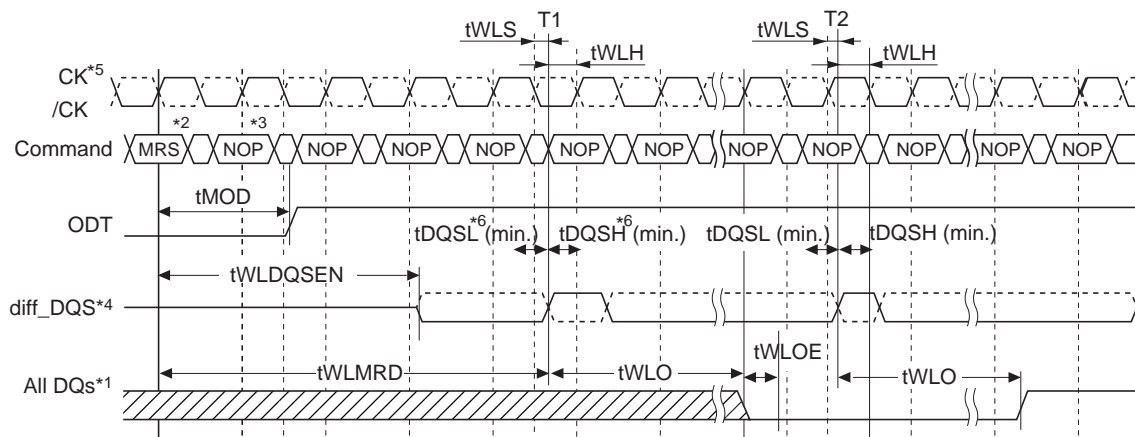 T1 T2
tWLS tWLS
tWLH tWLH
CK*5
/CK
*2 *3
Command MRS NOP NOP NOP NOP NOP NOP NOP NOP NOP NOP NOP
tMOD
ODT
tDQSL*6 (min.) tDQSH*6 (min.) tDQSL (min.) tDQSH (min.)
tWLDQSEN
diff_DQS*4
tWLOE
tWLMRD tWLO tWLO
All DQs*1